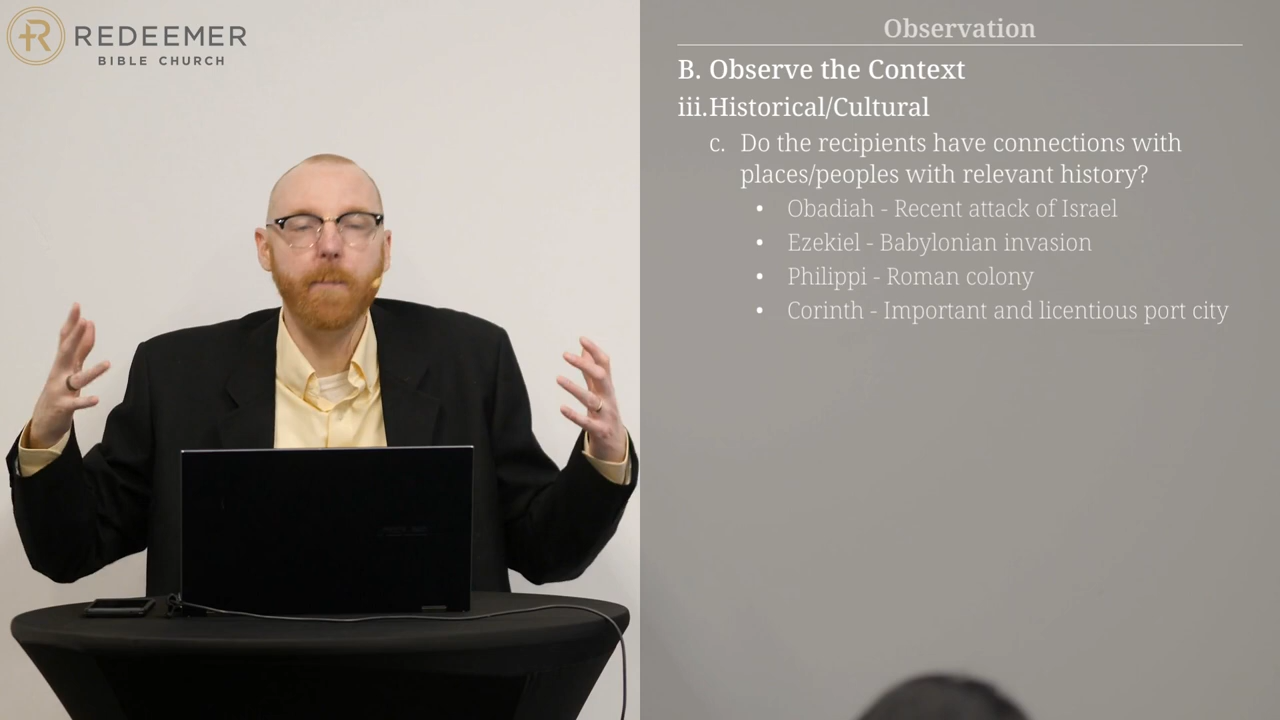 REDEEMER
BIBLE CHURCH
Observation
B. Observe the Context
iii. Historical/Cultural
c. Do the recipients have connections with
places/peoples with relevant history?
• Obadiah - Recent attack of Israel
• Ezekiel - Babylonian invasion
• Philippi - Roman colony
• Corinth - Important and licentious port city